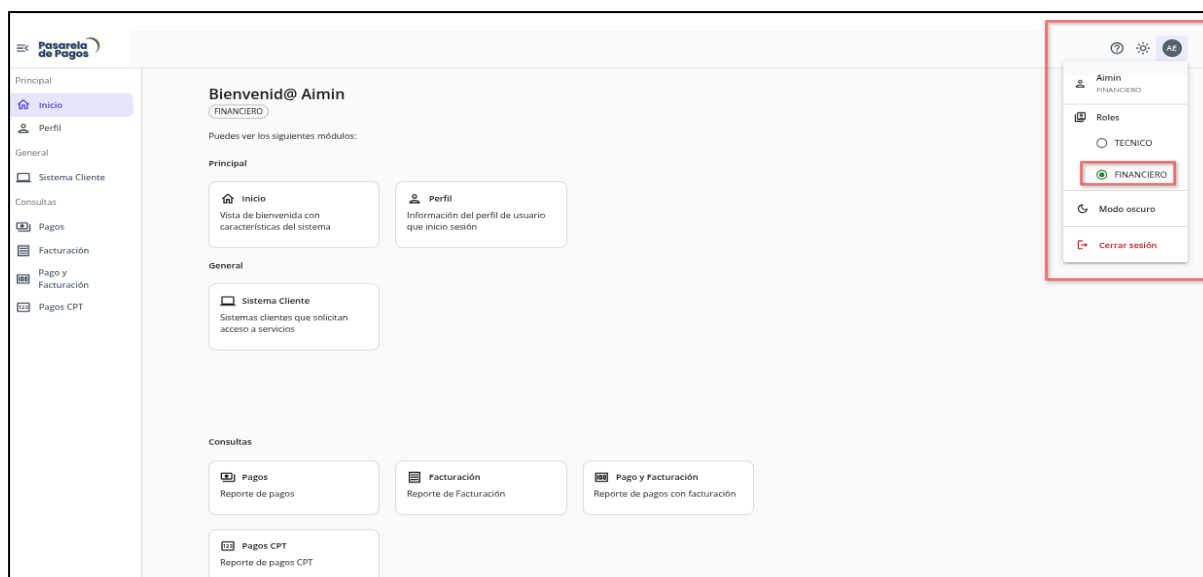 Pasarela
de Pagos
AE
Principal
Inicio
Perfil
General
Sistema Cliente
Consultas
Pagos
Facturación
Pago y
Facturación
123 Pagos CPT
Bienvenid@ Aimin
FINANCIERO
Puedes ver los siguientes módulos:
Principal
Inicio
Vista de bienvenida con
características del sistema
Perfil
Información del perfil de usuario
que inicio sesión
General
Sistema Cliente
Sistemas clientes que solicitan
acceso a servicios
Consultas
Pagos
Reporte de pagos
Facturación
Reporte de Facturación
Pago y Facturación
Reporte de pagos con facturación
123 Pagos CPT
Reporte de pagos CPT
Aimin
FINANCIERO
Roles
TECNICO
FINANCIERO
Modo oscuro
Cerrar sesión